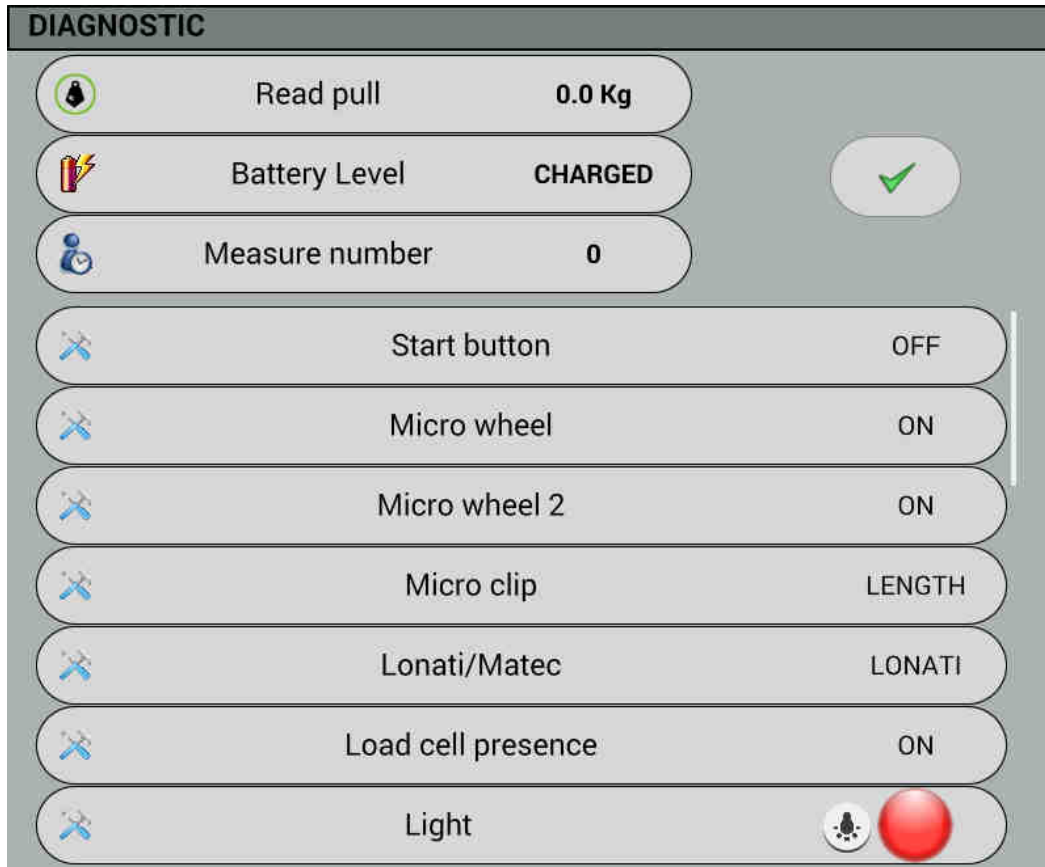 DIAGNOSTIC
Read pull 0.0 Kg
Battery Level CHARGED
Measure number 0
Start button OFF
Micro wheel ON
Micro wheel 2 ON
Micro clip LENGTH
Lonati/Matec LONATI
Load cell presence ON
Light